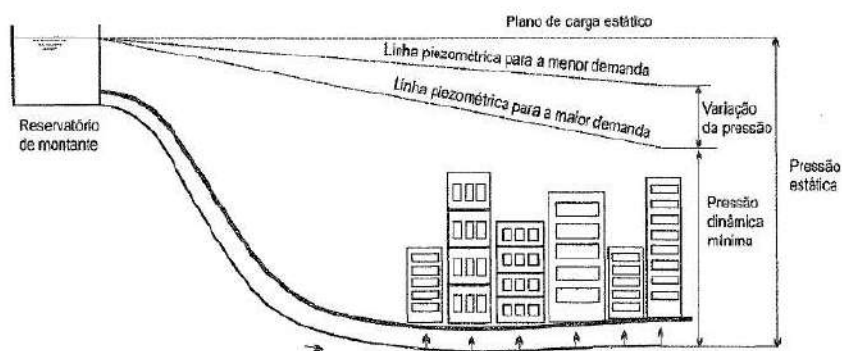 Plano de carga estático
Linha piezométrica para a menor demanda
Linha piezométrica para a maior demanda
Reservatório
de montante
Variação
da pressão
Pressão
estática
Pressão
dinâmica
mínima